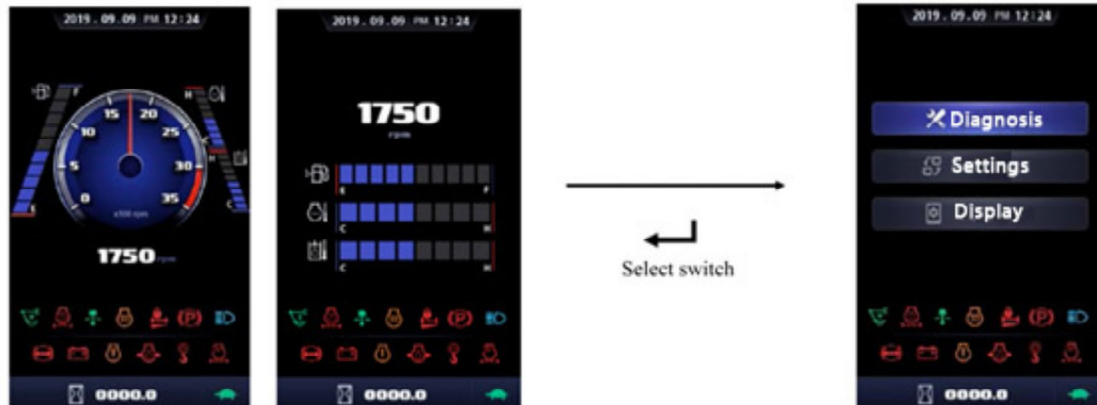 2019 . 09 . 09 PM 12:24
F
H
15
20
10
25
C
H
5
30
E
0
35
C
x100 rpm
1750 rpm
0000.0
2019 . 09 . 09 PM 12:24
1750
rpm
E
F
C
H
C
H
0000.0
Select switch
2019 . 09 . 09 PM 12:24
Diagnosis
Settings
Display
0000.0